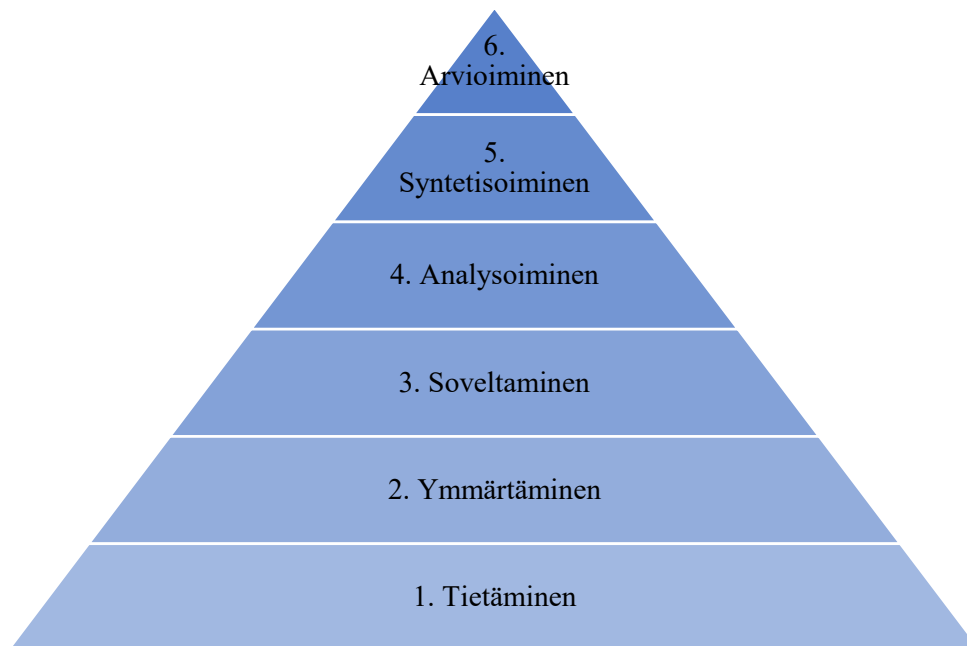 6.
Arvioiminen
5.
Syntetisoiminen
4. Analysoiminen
3. Soveltaminen
2. Ymmärtäminen
1. Tietäminen